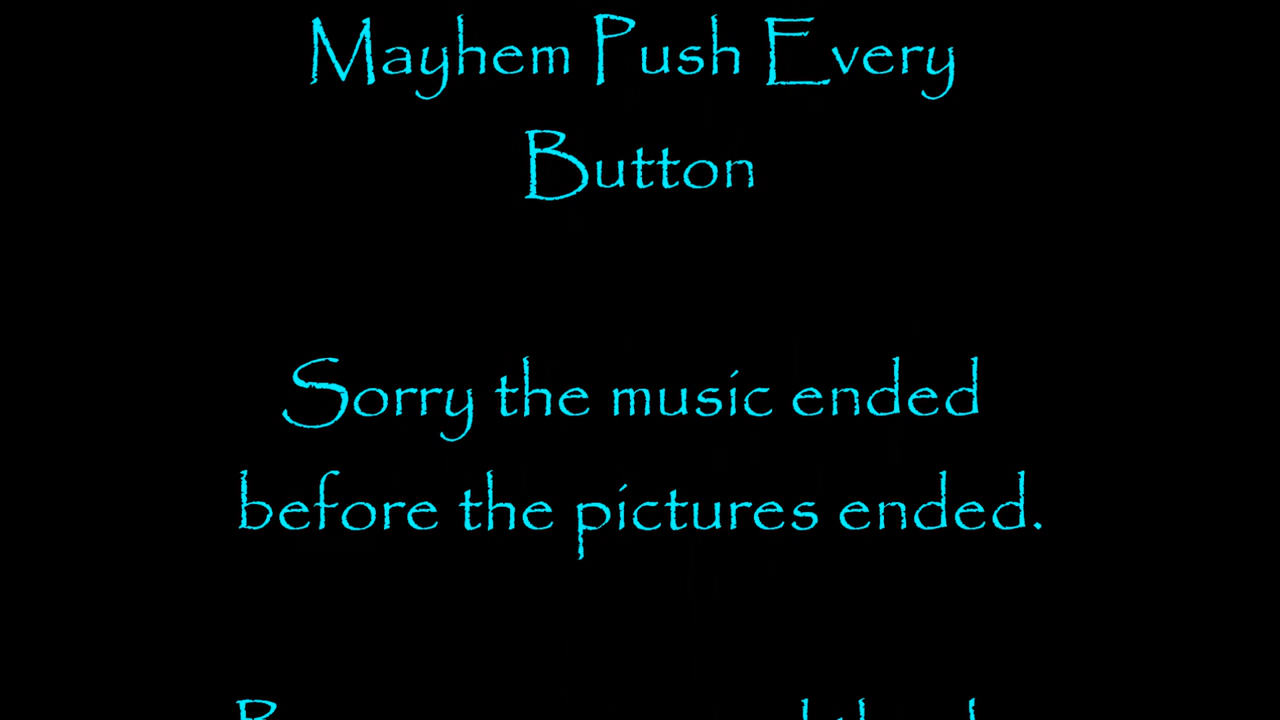 Mayhem Push Every
Button
Sorry the music ended
before the pictures ended.